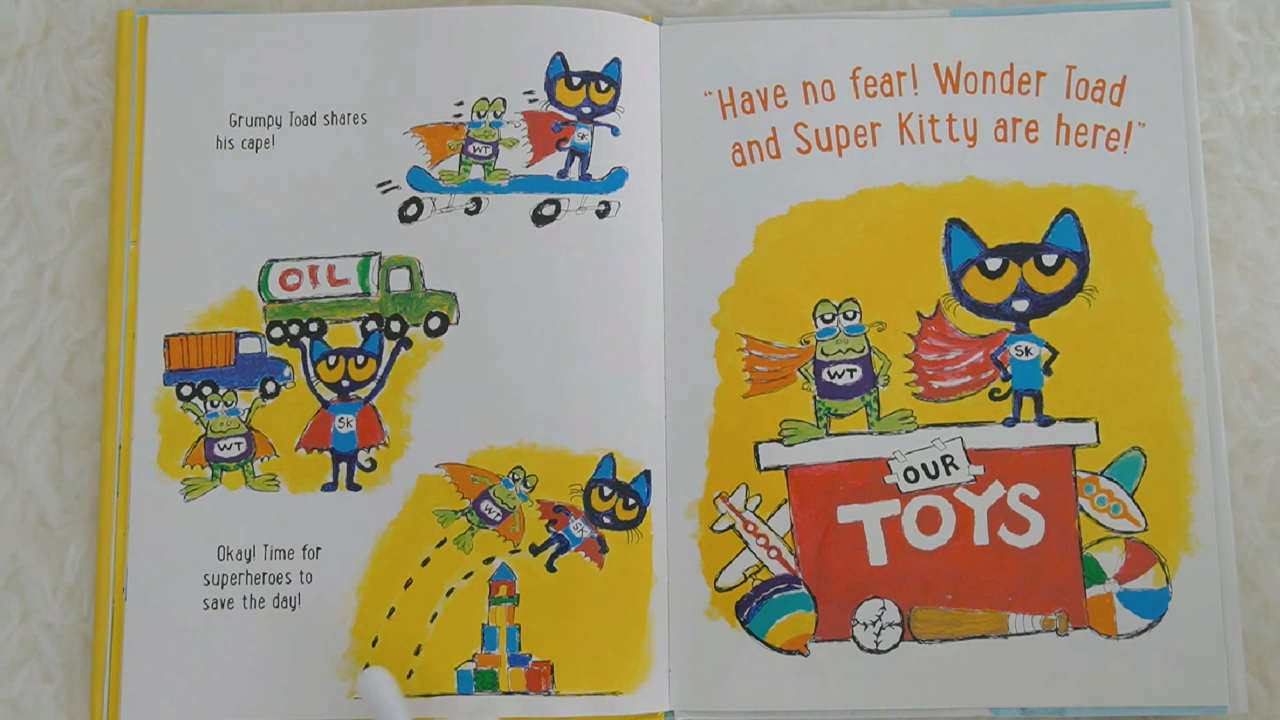 Grumpy Toad shares
his cape!
WT
SK
OIL
WT
SK
WT
SK
Okay! Time for
superheroes to
save the day!
"Have no fear! Wonder Toad
and Super Kitty are here!"
WT
SK
OUR
TOYS